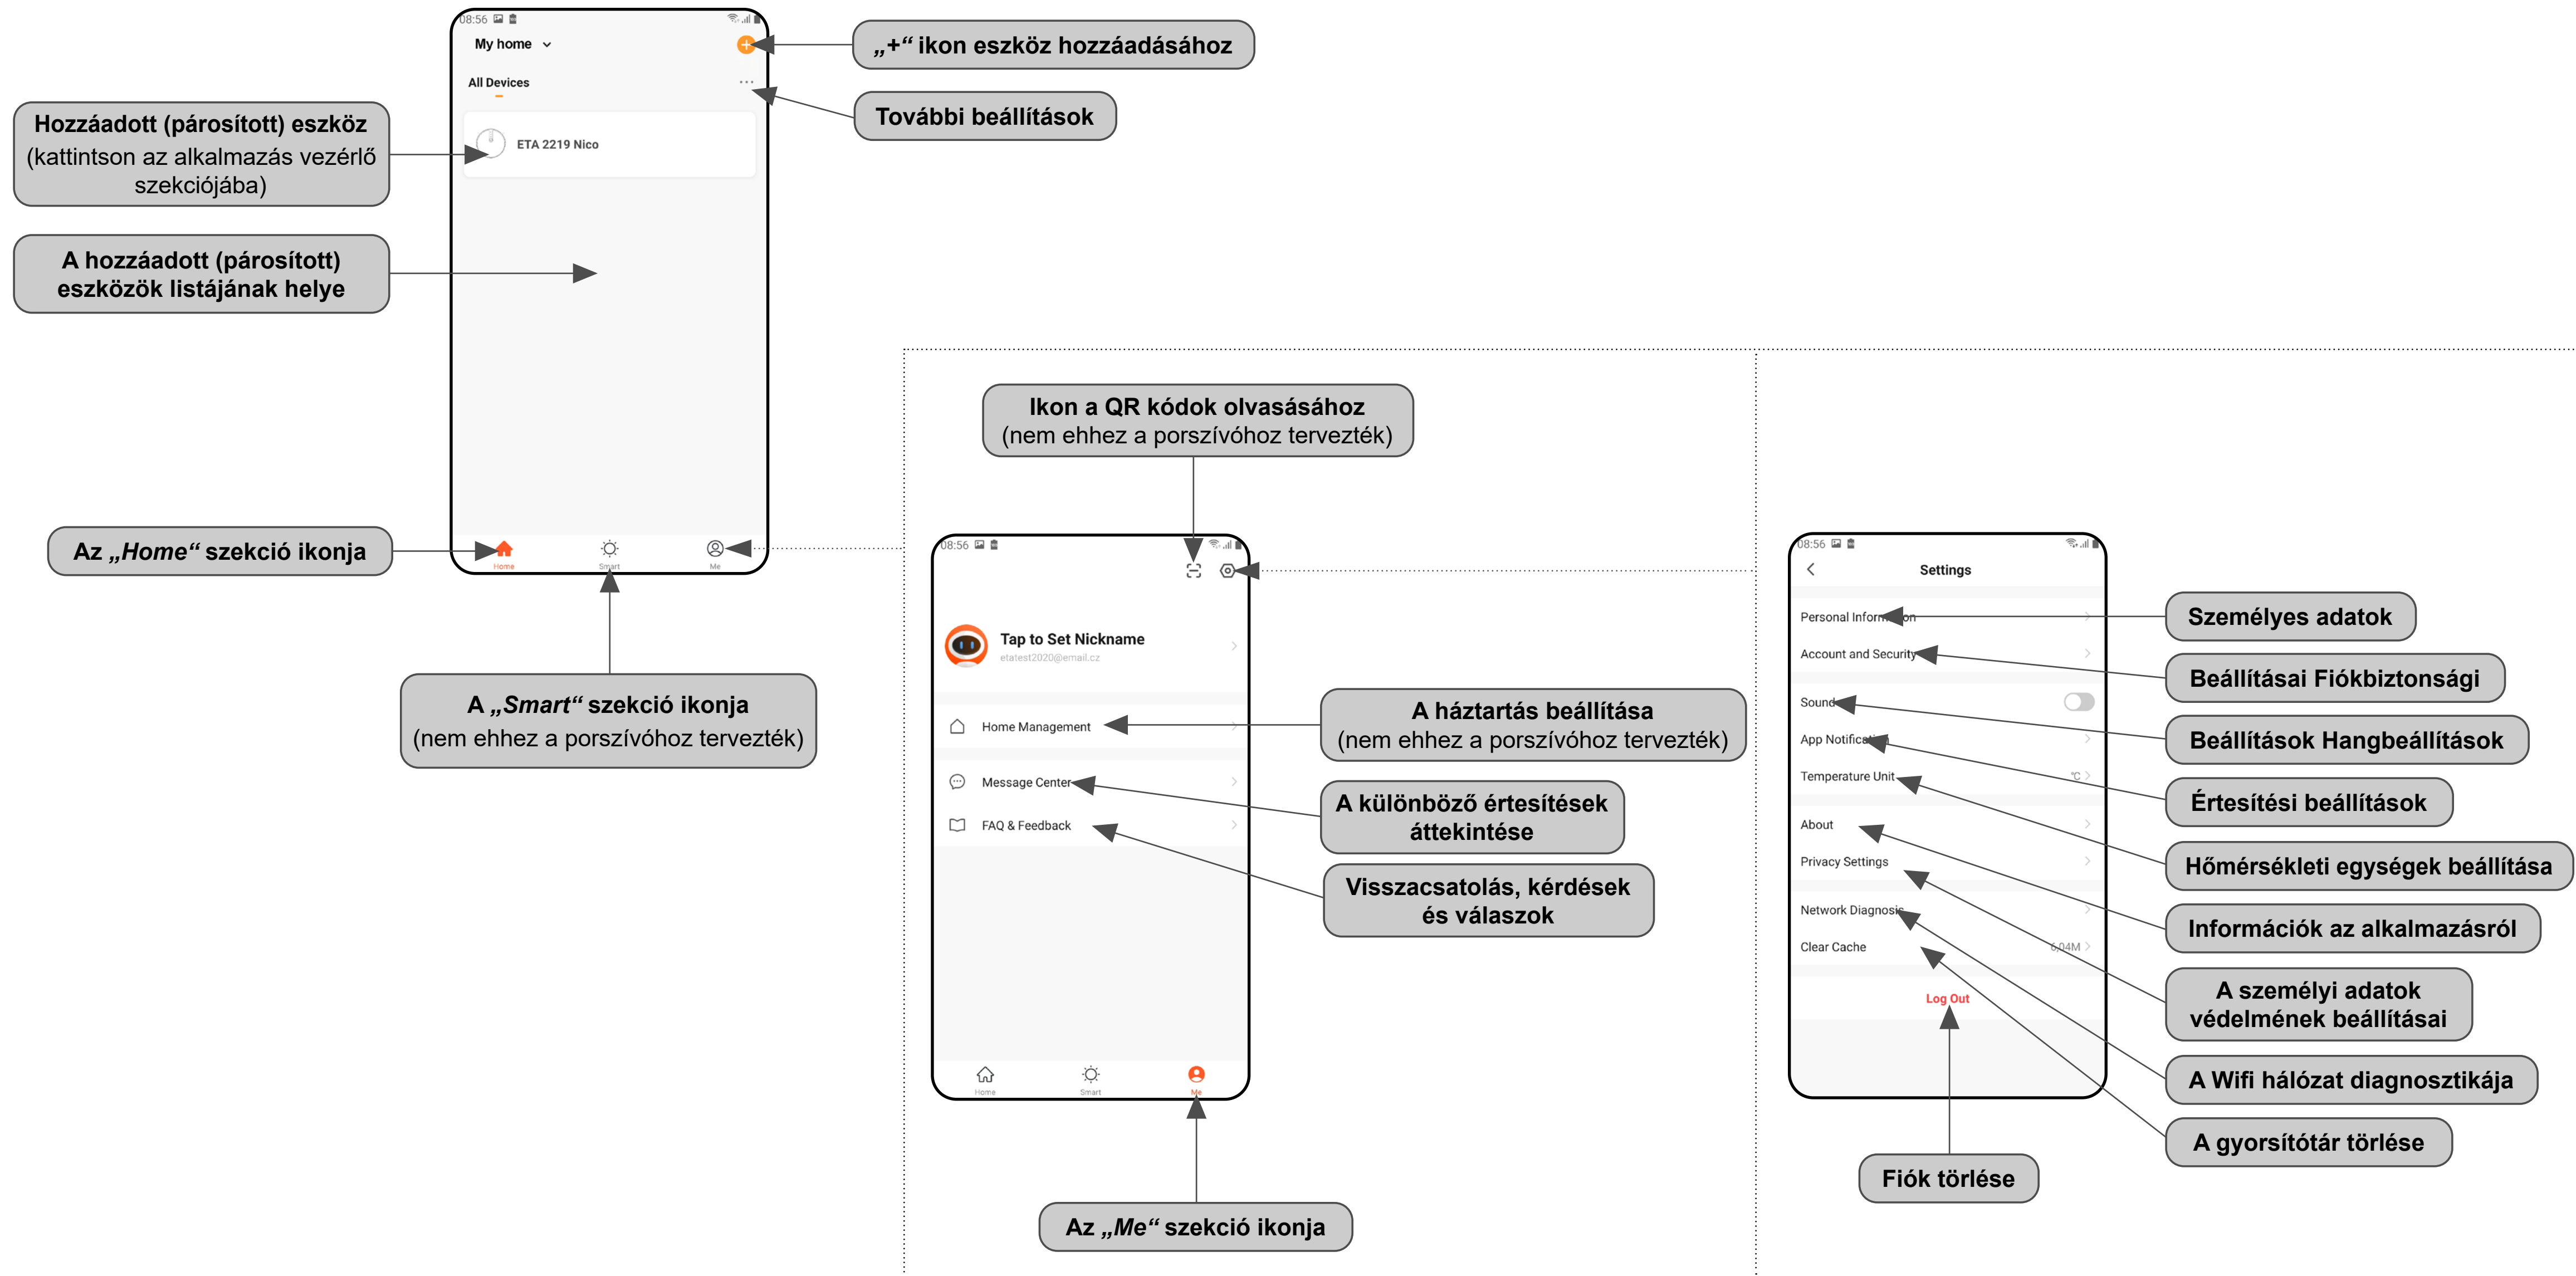 08:56
My home
„+“ ikon eszköz hozzáadásához
All Devices
További beállítások
Hozzáadott (párosított) eszköz
(kattintson az alkalmazás vezérlő
szekciójába)
ETA 2219 Nico
A hozzáadott (párosított)
eszközök listájának helye
Az „Home“ szekció ikonja
Home
Smart
Me
A „Smart“ szekció ikonja
(nem ehhez a porszívóhoz tervezték)
Ikon a QR kódok olvasásához
(nem ehhez a porszívóhoz tervezték)
08:56
Tap to Set Nickname
etatest2020@email.cz
Home Management
A háztartás beállítása
(nem ehhez a porszívóhoz tervezték)
Message Center
A különböző értesítések
áttekintése
FAQ & Feedback
Visszacsatolás, kérdések
és válaszok
Home
Smart
Me
Az „Me“ szekció ikonja
08:56
Settings
Personal Information
Személyes adatok
Account and Security
Beállításai Fiókbiztonsági
Sound
Beállítások Hangbeállítások
App Notification
Értesítési beállítások
Temperature Unit
°C
Hőmérsékleti egységek beállítása
About
Információk az alkalmazásról
Privacy Settings
A személyi adatok
védelmének beállításai
Network Diagnosis
A Wifi hálózat diagnosztikája
Clear Cache
6,04M
A gyorsítótár törlése
Log Out
Fiók törlése